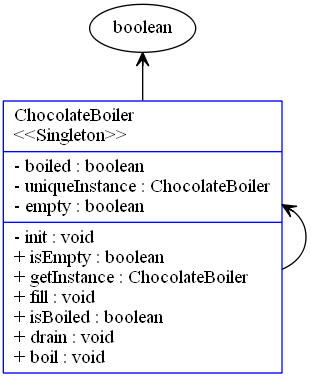 boolean
ChocolateBoiler
<<Singleton>>
- boiled : boolean
- uniqueInstance : ChocolateBoiler
- empty : boolean
- init : void
+ isEmpty : boolean
+ getInstance : ChocolateBoiler
+ fill : void
+ isBoiled : boolean
+ drain : void
+ boil : void